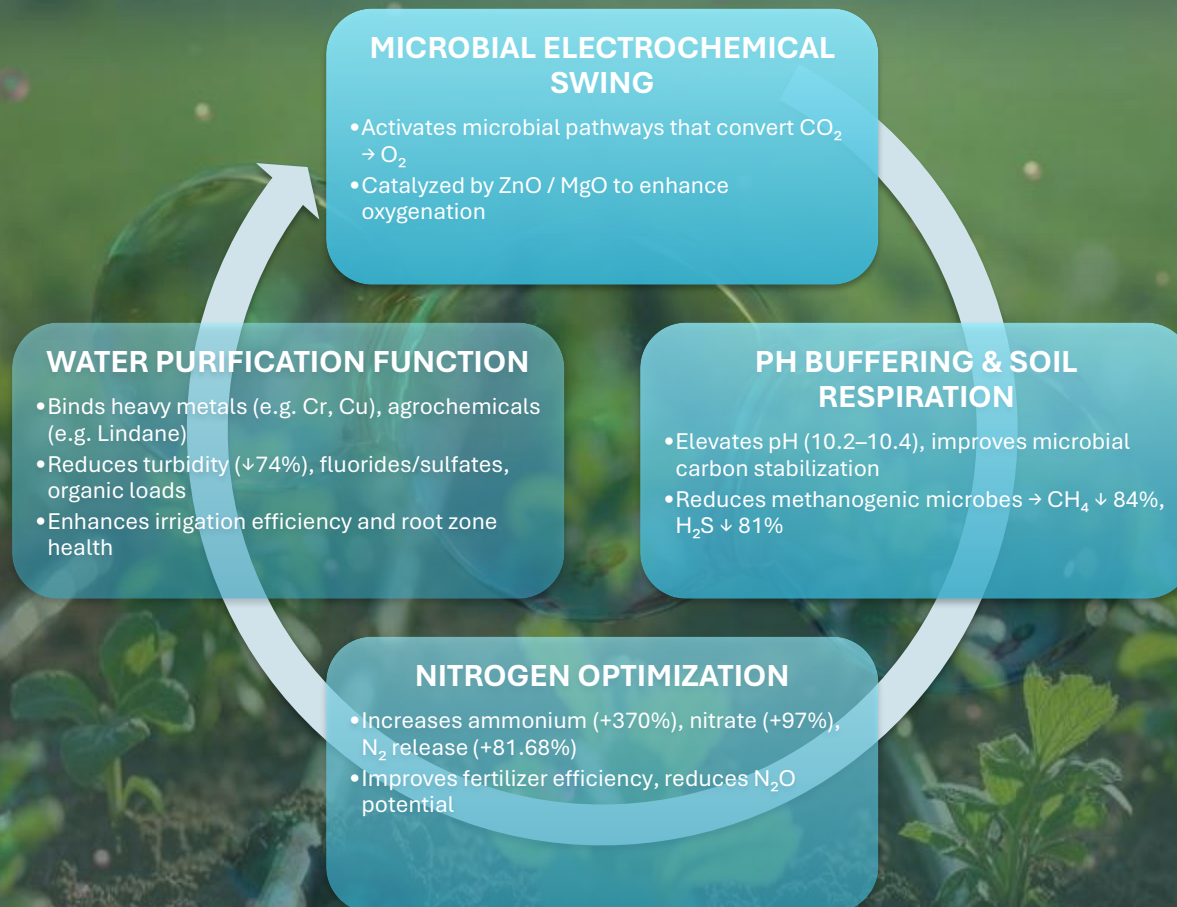 MICROBIAL ELECTROCHEMICAL
SWING
•Activates microbial pathways that convert CO₂
→ O₂
•Catalyzed by ZnO / MgO to enhance
oxygenation
PH BUFFERING & SOIL
RESPIRATION
•Elevates pH (10.2–10.4), improves microbial
carbon stabilization
•Reduces methanogenic microbes → CH₄ ↓ 84%,
H₂S ↓ 81%
NITROGEN OPTIMIZATION
•Increases ammonium (+370%), nitrate (+97%),
N₂ release (+81.68%)
•Improves fertilizer efficiency, reduces N₂O
potential
WATER PURIFICATION FUNCTION
•Binds heavy metals (e.g. Cr, Cu), agrochemicals
(e.g. Lindane)
•Reduces turbidity (↓74%), fluorides/sulfates,
organic loads
•Enhances irrigation efficiency and root zone
health